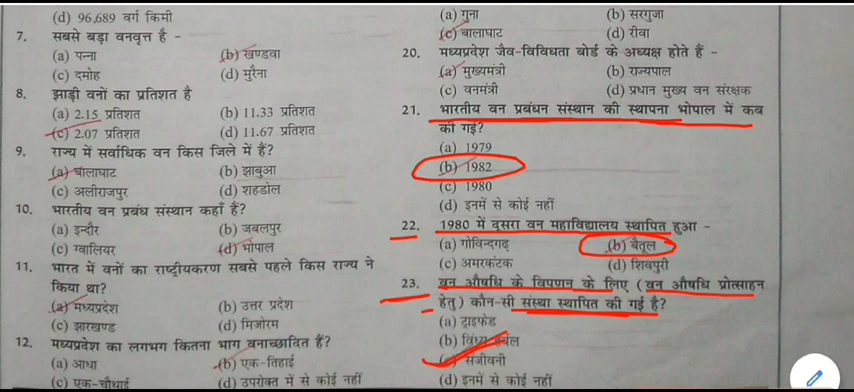 (d) 96,689 वर्ग किमी
7. सबसे बड़ा वनवृत्त है -
(a) पन्ना (b) खण्डवा
(c) दमोह (d) मुरैना
8. झाड़ी वनों का प्रतिशत है
(a) 2.15 प्रतिशत (b) 11.33 प्रतिशत
(c) 2.07 प्रतिशत (d) 11.67 प्रतिशत
9. राज्य में सर्वाधिक वन किस जिले में हैं?
(a) बालाघाट (b) झाबुआ
(c) अलीराजपुर (d) शहडोल
10. भारतीय वन प्रबंध संस्थान कहाँ हैं?
(a) इन्दौर (b) जबलपुर
(c) ग्वालियर (d) भोपाल
11. भारत में वनों का राष्ट्रीयकरण सबसे पहले किस राज्य ने
किया था?
(a) मध्यप्रदेश (b) उत्तर प्रदेश
(c) झारखण्ड (d) मिजोरम
12. मध्यप्रदेश का लगभग कितना भाग वनाच्छावित हैं?
(a) आधा (b) एक-तिहाई
(c) एक-चौथाई (d) उपरोक्त में से कोई नहीं
(a) गुना (b) सरगुजा
(c) बालाघाट (d) रीवा
20. मध्यप्रदेश जैव-विविधता बोर्ड के अध्यक्ष होते हैं -
(a) मुख्यमंत्री (b) राज्यपाल
(c) वनमंत्री (d) प्रधान मुख्य वन संरक्षक
21. भारतीय वन प्रबंधन संस्थान की स्थापना भोपाल में कब
की गई?
(a) 1979
(b) 1982
(c) 1980
(d) इनमें से कोई नहीं
22. 1980 में दूसरा वन महाविद्यालय स्थापित हुआ -
(a) गोविन्दगढ़ (b) बैतूल
(c) अमरकंटक (d) शिवपुरी
23. वन औषधि के विपणन के लिए (वन औषधि प्रोत्साहन
हेतु) कौन-सी संस्था स्थापित की गई है?
(a) ट्राइफेड
(b) विंध्य हर्बल
(c) संजीवनी
(d) इनमें से कोई नहीं